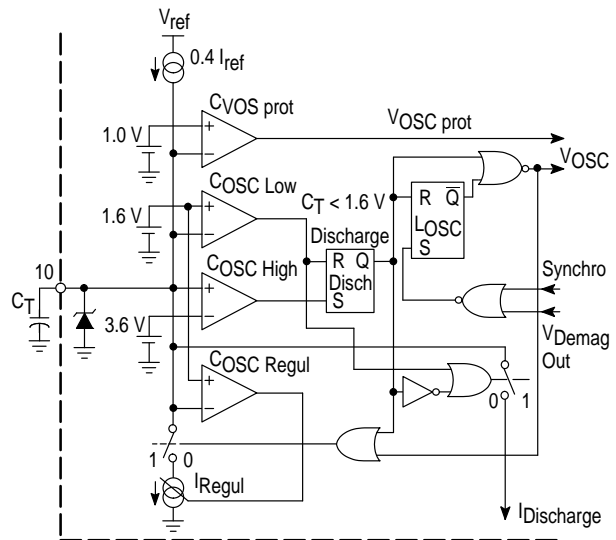 Vref
0.4 Iref
CVOS prot
1.0 V
+
−
VOSC prot
VOSC
COSC Low
1.6 V
+
−
CT < 1.6 V
R Q̅
LOSC
S
Discharge
R Q
Disch
S
10
CT
COSC High
+
−
3.6 V
Synchro
VDemag
Out
COSC Regul
+
−
0 1
1 0
IRegul
IDischarge